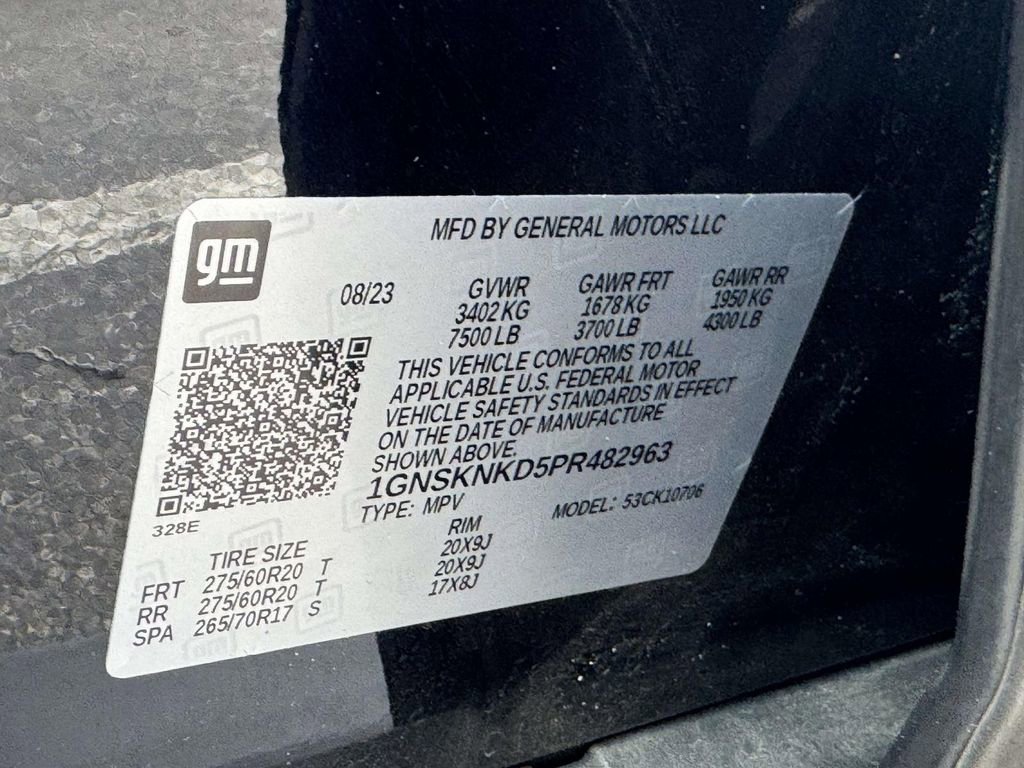 gm
MFD BY GENERAL MOTORS LLC
08/23 GVWR GAWR FRT GAWR RR
3402 KG 1678 KG 1950 KG
7500 LB 3700 LB 4300 LB
THIS VEHICLE CONFORMS TO ALL
APPLICABLE U.S. FEDERAL MOTOR
VEHICLE SAFETY STANDARDS IN EFFECT
ON THE DATE OF MANUFACTURE
SHOWN ABOVE.
1GNSKNKD5PR482963
TYPE: MPV MODEL: 53CK10706
328E
TIRE SIZE RIM
FRT 275/60R20 T 20X9J
RR 275/60R20 T 20X9J
SPA 265/70R17 S 17X8J